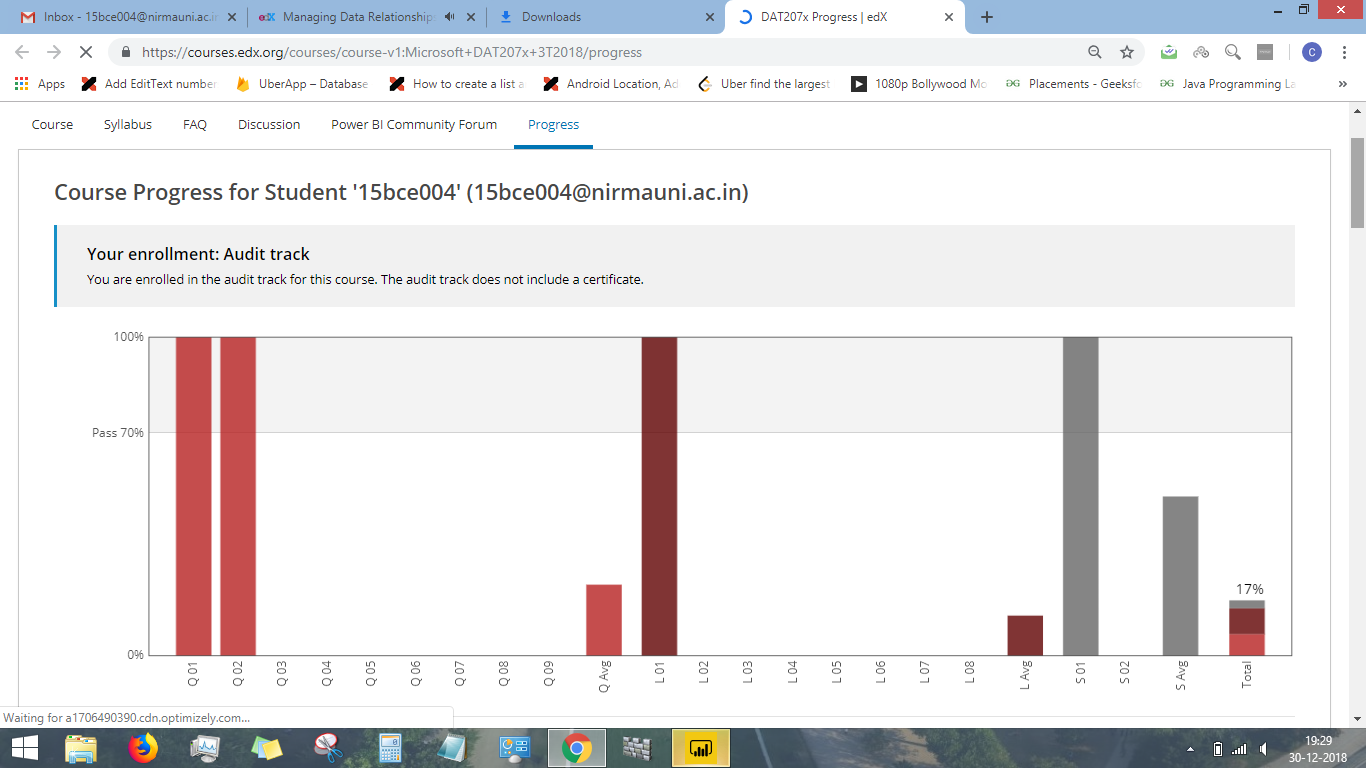 Inbox - 15bce004@nirmauni.ac.i
edX Managing Data Relationship
Downloads
DAT207x Progress | edX
https://courses.edx.org/courses/course-v1:Microsoft+DAT207x+3T2018/progress
C
Apps
Add EditText number
UberApp – Database
How to create a list a
Android Location, Ad
Uber find the largest
1080p Bollywood Mo
Placements - Geeksfo
Java Programming La
»
Course
Syllabus
FAQ
Discussion
Power BI Community Forum
Progress
Course Progress for Student '15bce004' (15bce004@nirmauni.ac.in)
Your enrollment: Audit track
You are enrolled in the audit track for this course. The audit track does not include a certificate.
100%
Pass 70%
0%
17%
Q 01
Q 02
Q 03
Q 04
Q 05
Q 06
Q 07
Q 08
Q 09
Q Avg
L 01
L 02
L 03
L 04
L 05
L 06
L 07
L 08
L Avg
S 01
S 02
S Avg
Total
Waiting for a1706490390.cdn.optimizely.com...
19:29
30-12-2018